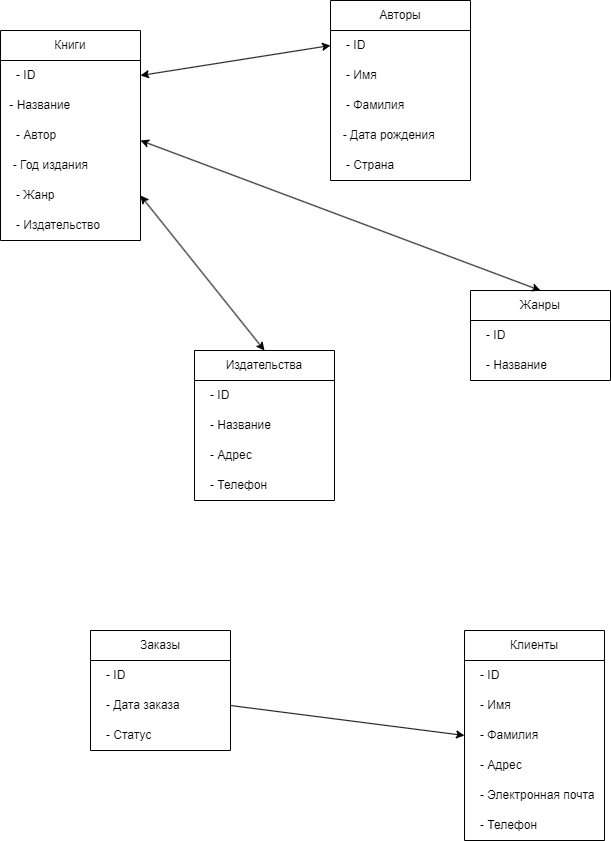 Книги
- ID
- Название
- Автор
- Год издания
- Жанр
- Издательство
Авторы
- ID
- Имя
- Фамилия
- Дата рождения
- Страна
Жанры
- ID
- Название
Издательства
- ID
- Название
- Адрес
- Телефон
Заказы
- ID
- Дата заказа
- Статус
Клиенты
- ID
- Имя
- Фамилия
- Адрес
- Электронная почта
- Телефон